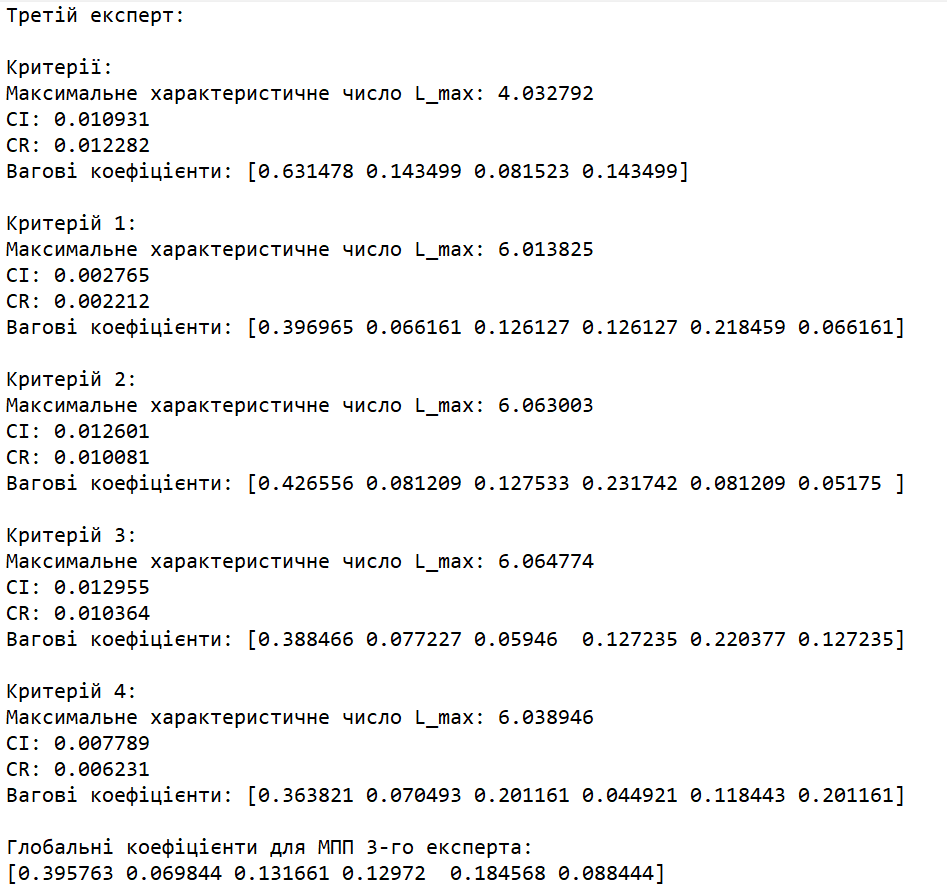 Третій експерт:

Критерії:
Максимальне характеристичне число L_max: 4.032792
CI: 0.010931
CR: 0.012282
Вагові коефіцієнти: [0.631478 0.143499 0.081523 0.143499]

Критерій 1:
Максимальне характеристичне число L_max: 6.013825
CI: 0.002765
CR: 0.002212
Вагові коефіцієнти: [0.396965 0.066161 0.126127 0.126127 0.218459 0.066161]

Критерій 2:
Максимальне характеристичне число L_max: 6.063003
CI: 0.012601
CR: 0.010081
Вагові коефіцієнти: [0.426556 0.081209 0.127533 0.231742 0.081209 0.05175 ]

Критерій 3:
Максимальне характеристичне число L_max: 6.064774
CI: 0.012955
CR: 0.010364
Вагові коефіцієнти: [0.388466 0.077227 0.05946  0.127235 0.220377 0.127235]

Критерій 4:
Максимальне характеристичне число L_max: 6.038946
CI: 0.007789
CR: 0.006231
Вагові коефіцієнти: [0.363821 0.070493 0.201161 0.044921 0.118443 0.201161]

Глобальні коефіцієнти для МПП 3-го експерта:
[0.395763 0.069844 0.131661 0.12972  0.184568 0.088444]